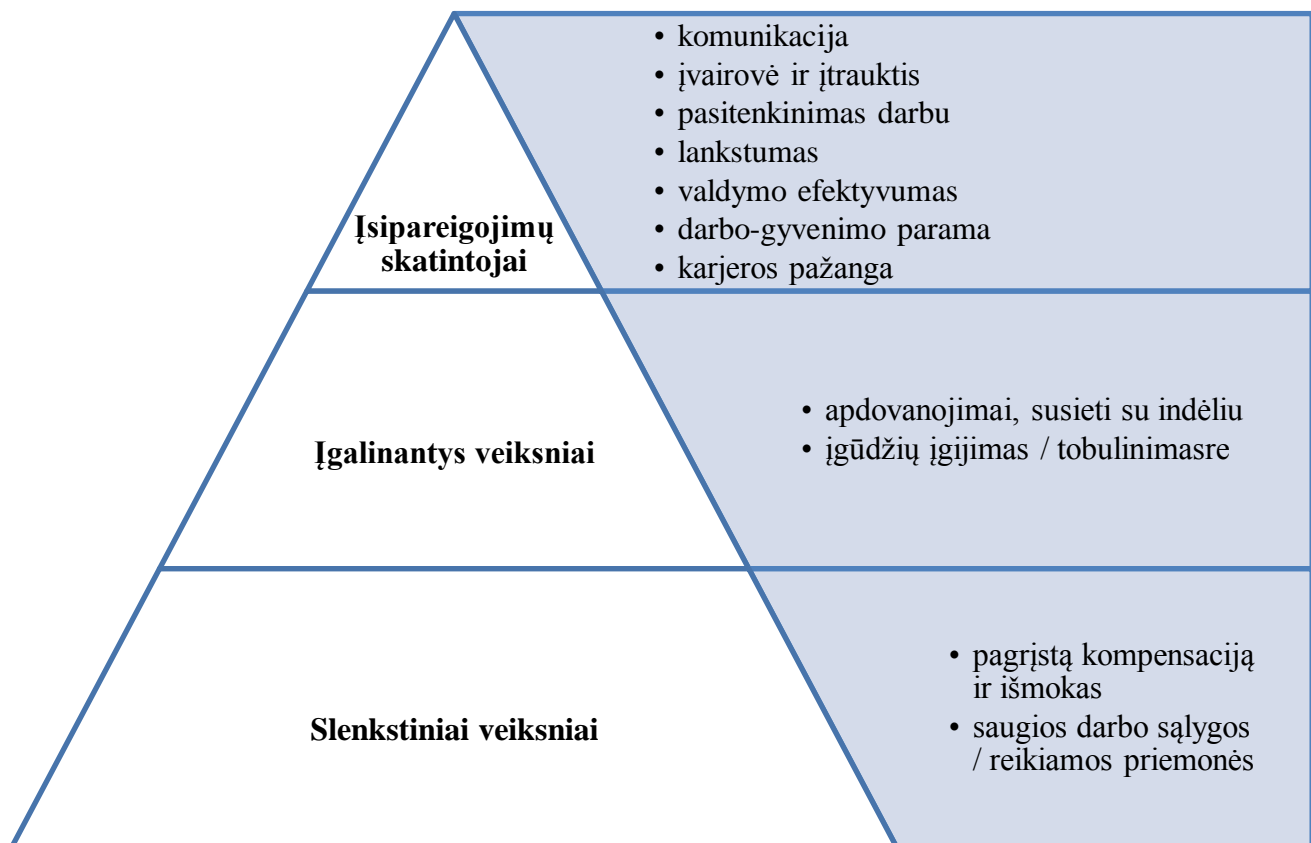 • komunikacija
• įvairovė ir įtrauktis
• pasitenkinimas darbu
• lankstumas
• valdymo efektyvumas
• darbo-gyvenimo parama
• karjeros pažanga
Įsipareigojimų
skatintojai
• apdovanojimai, susieti su indėliu
• įgūdžių įgijimas / tobulinimasre
Įgalinantys veiksniai
• pagrįstą kompensaciją
ir išmokas
• saugios darbo sąlygos
/ reikiamos priemonės
Slenkstiniai veiksniai